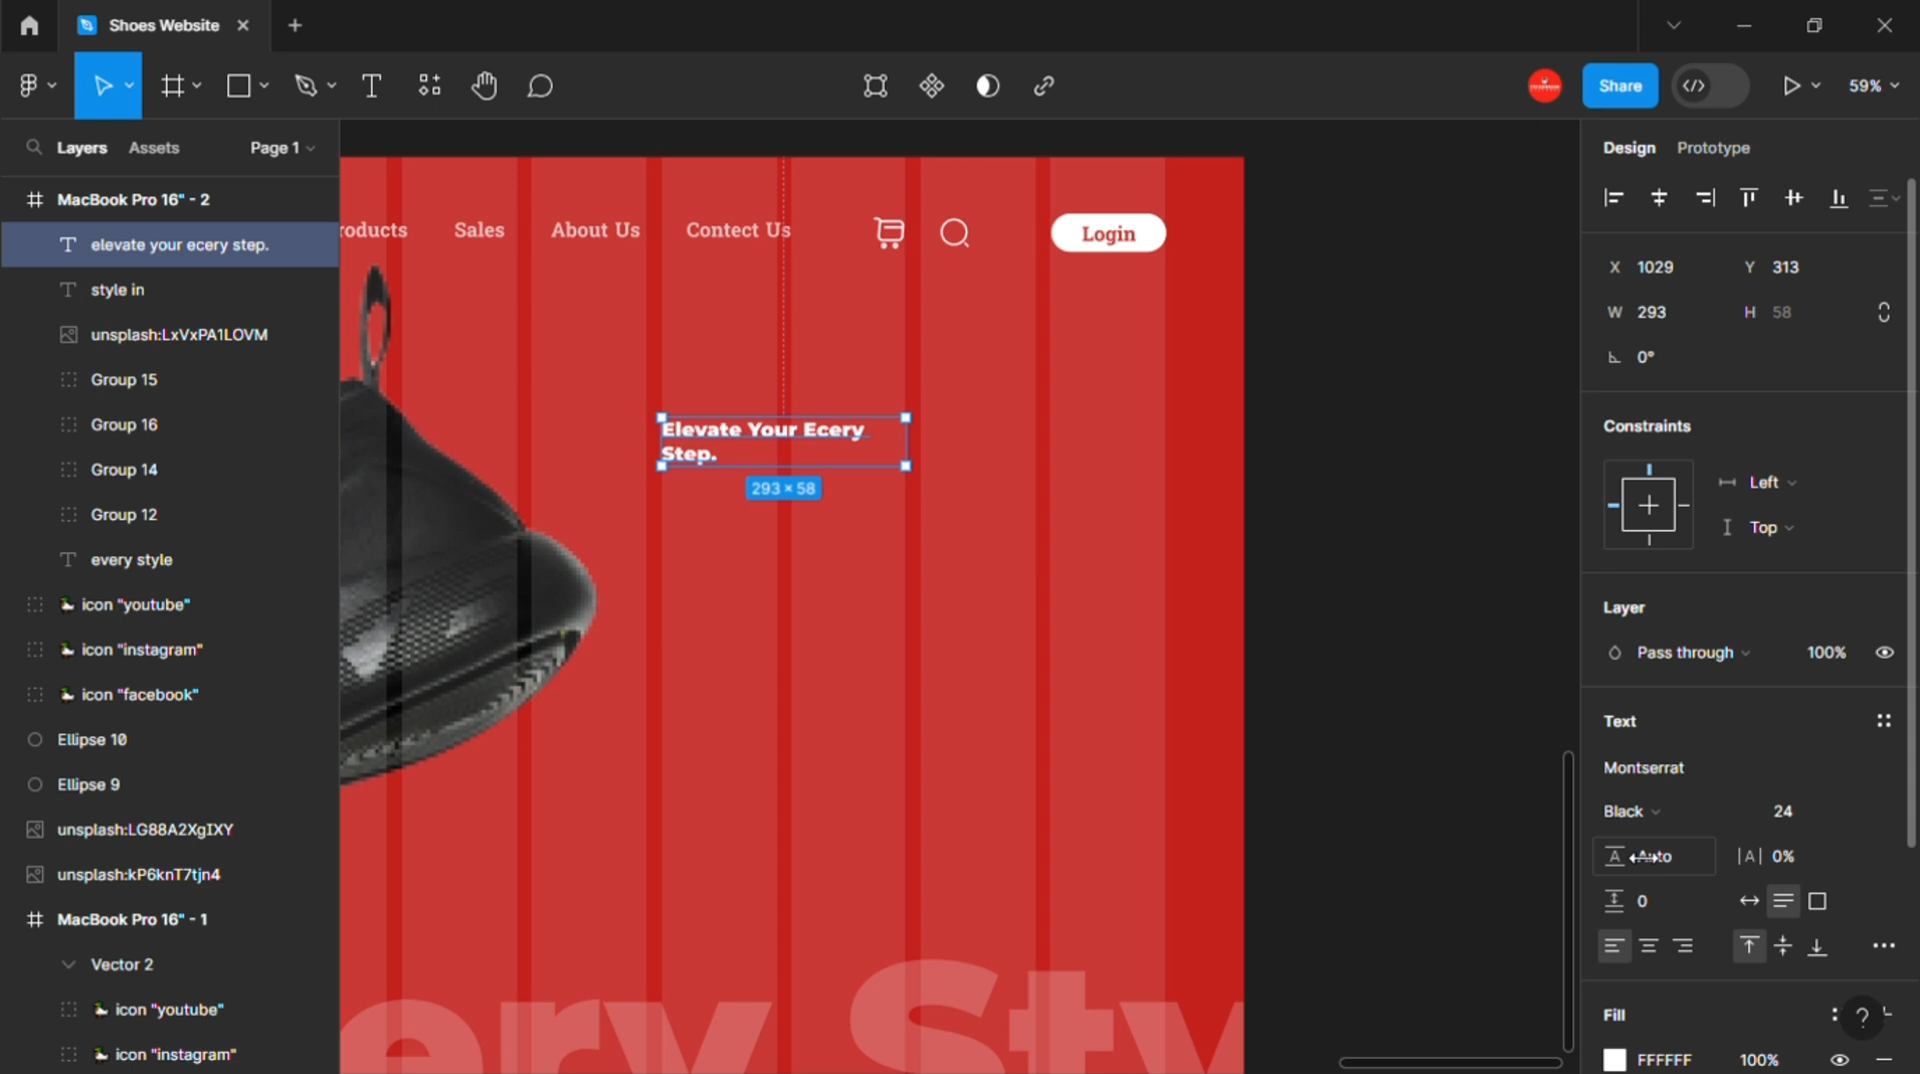 Shoes Website
Share
59%
Layers
Assets
Page 1
MacBook Pro 16" - 2
elevate your ecery step.
style in
unsplash:LxVxPA1LOVM
Group 15
Group 16
Group 14
Group 12
every style
icon "youtube"
icon "instagram"
icon "facebook"
Ellipse 10
Ellipse 9
unsplash:LG88A2XgIXY
unsplash:kP6knT7tjn4
MacBook Pro 16" - 1
Vector 2
icon "youtube"
icon "instagram"
roducts
Sales
About Us
Contect Us
Login
Elevate Your Ecery
Step.
293 × 58
ery Sty
Design
Prototype
X 1029
Y 313
W 293
H 58
0°
Constraints
Left
Top
Layer
Pass through
100%
Text
Montserrat
Black
24
A Auto
|A| 0%
0
Fill
?
FFFFFF
100%